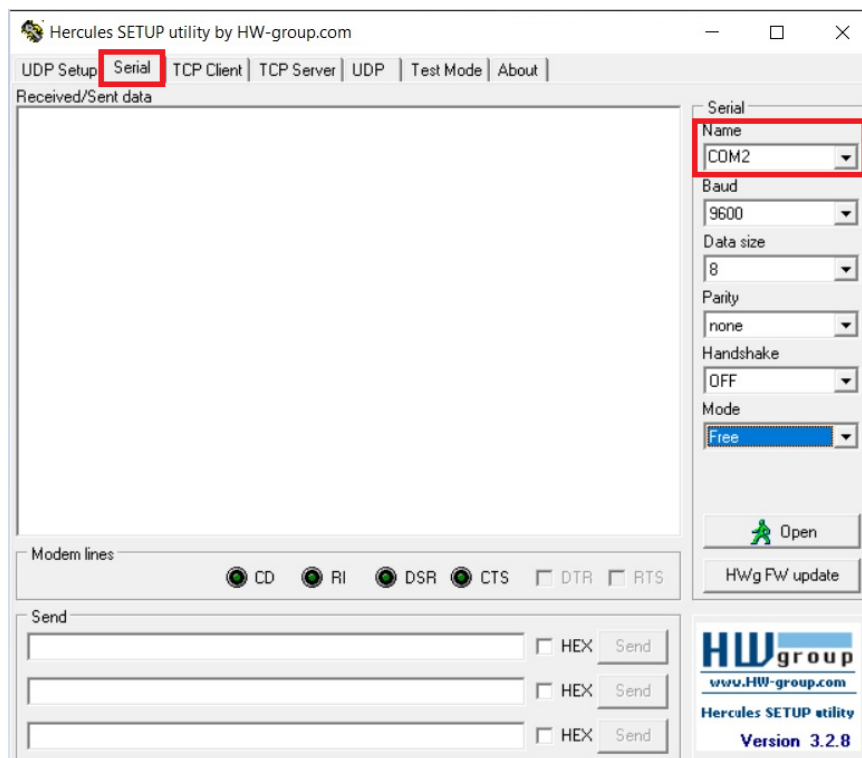 Hercules SETUP utility by HW-group.com
UDP Setup Serial TCP Client TCP Server UDP Test Mode About
Received/Sent data
Serial
Name
COM2
Baud
9600
Data size
8
Parity
none
Handshake
OFF
Mode
Free
Open
HWg FW update
Modem lines
CD RI DSR CTS DTR RTS
Send
HEX Send
HEX Send
HEX Send
HW group
www.HW-group.com
Hercules SETUP utility
Version 3.2.8